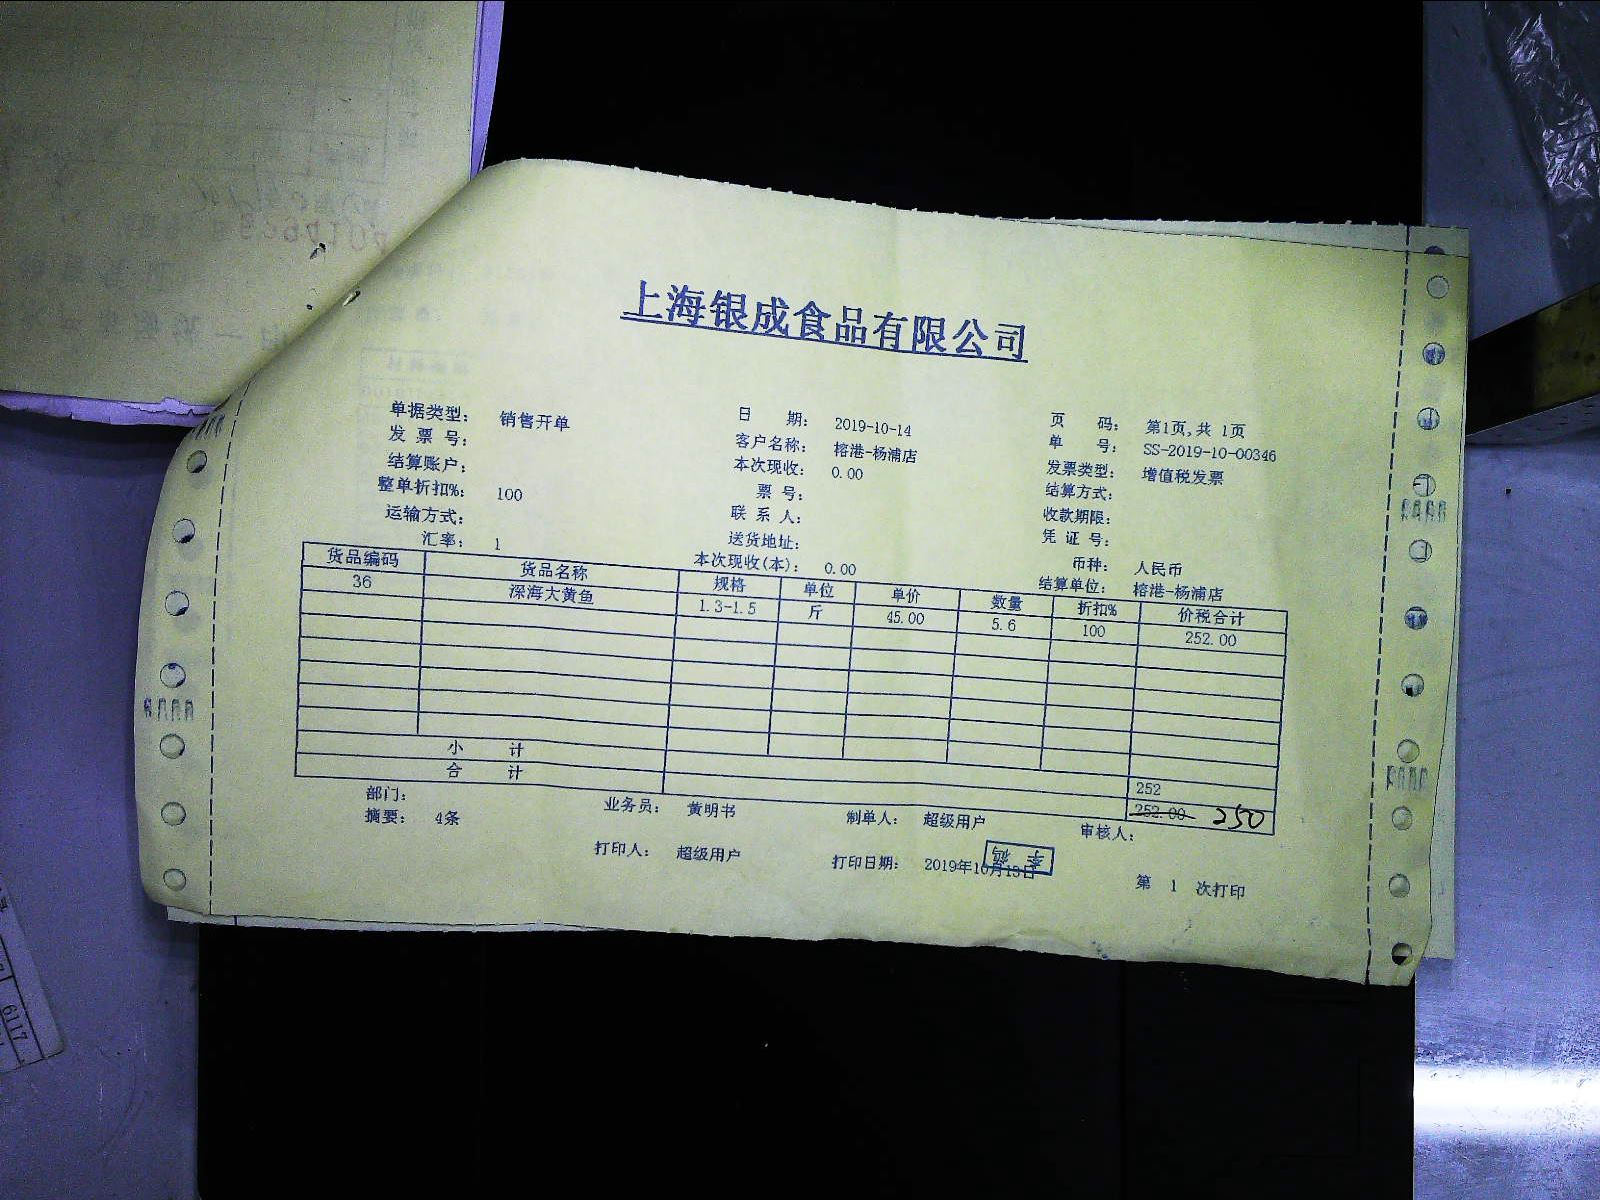 上海银成食品有限公司
单据类型： 销售开单 日 期： 2019-10-14 页 码： 第1页,共 1页
发 票 号： 客户名称： 榕港-杨浦店 单 号： SS-2019-10-00346
结算账户： 本次现收： 0.00 发票类型： 增值税发票
整单折扣%： 100 票 号： 结算方式：
运输方式： 联 系 人： 收款期限：
汇率： 1 送货地址： 凭 证 号：
本次现收(本)： 0.00 币种： 人民币
结算单位： 榕港-杨浦店
货品编码 货品名称 规格 单位 单价 数量 折扣% 价税合计
36 深海大黄鱼 1.3-1.5 斤 45.00 5.6 100 252.00
小 计 252
合 计 252.00 250
部门： 业务员： 黄明书 制单人： 超级用户 审核人：
摘要： 4条
打印人： 超级用户 打印日期： 2019年10月13日 第 1 次打印
6117